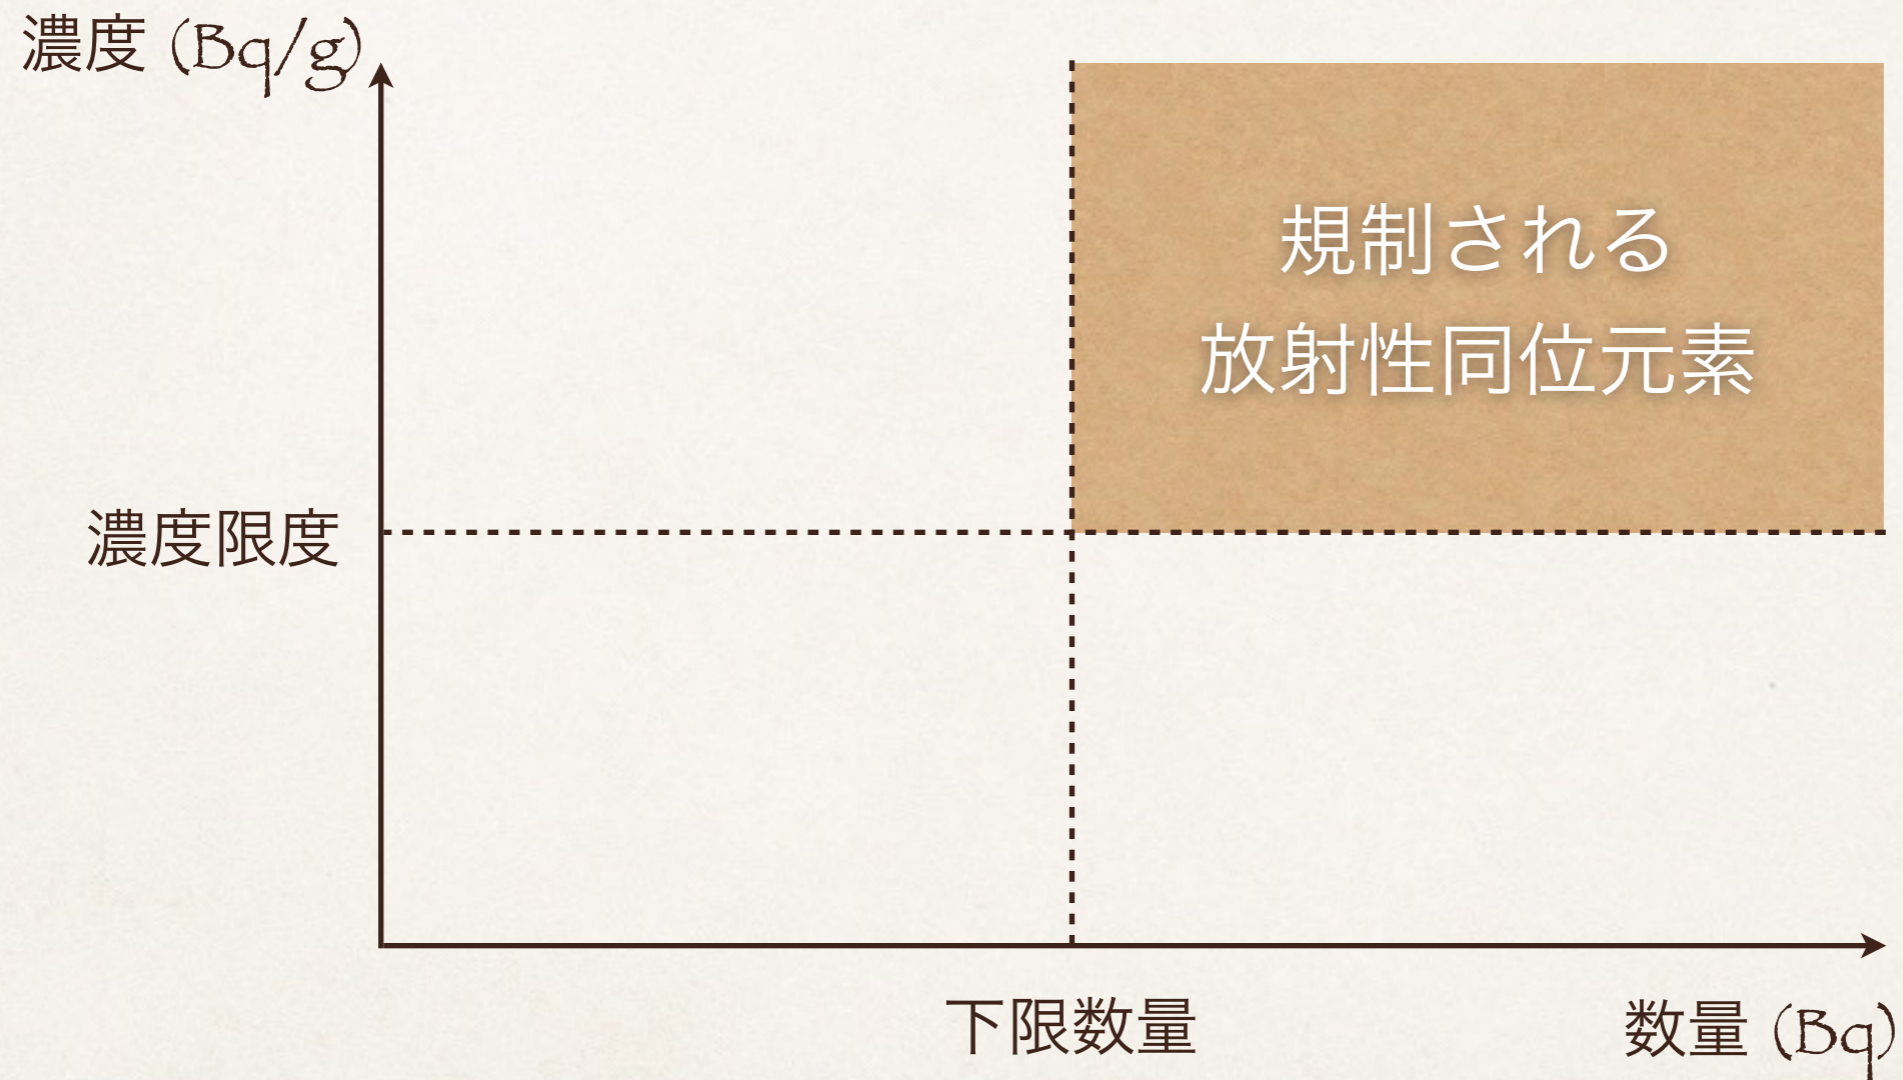 濃度 (Bq/g)
規制される
放射性同位元素
濃度限度
下限数量
数量 (Bq)